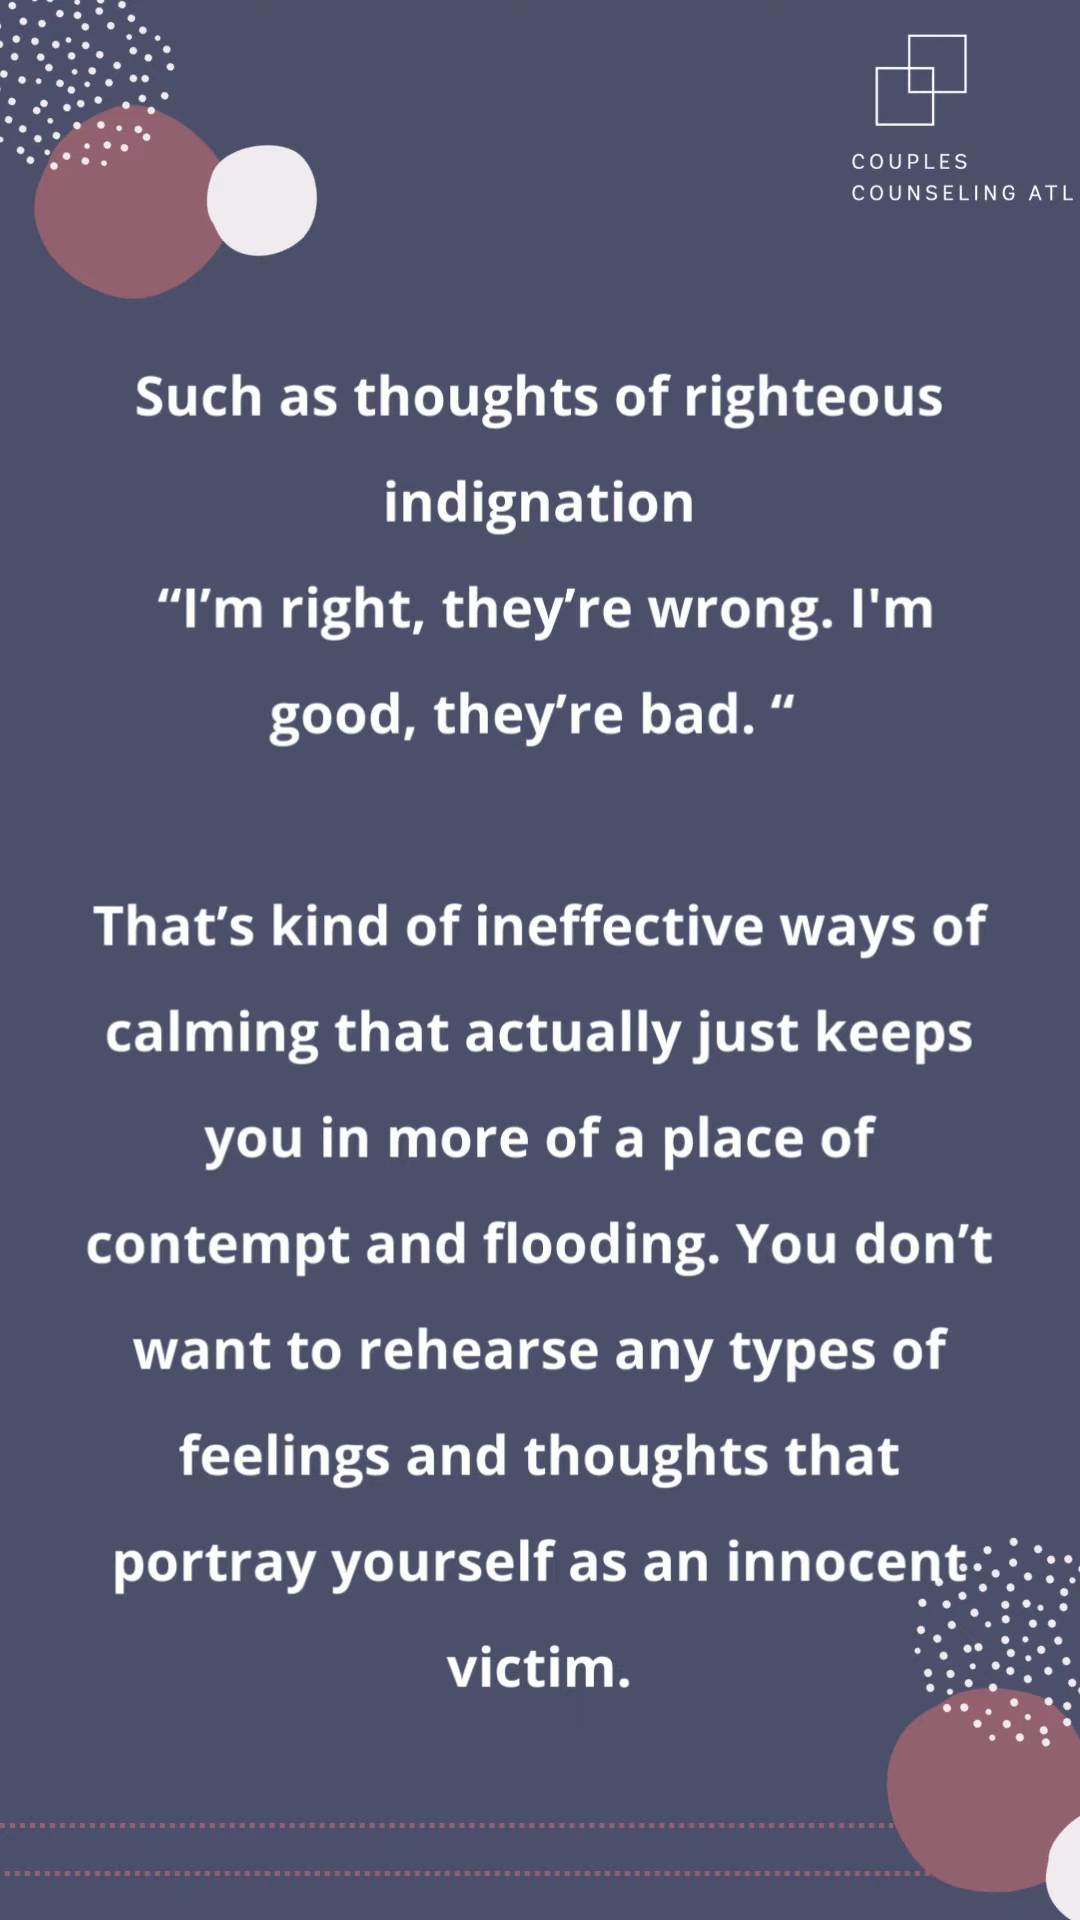 COUPLES
COUNSELING ATL
Such as thoughts of righteous
indignation
“I’m right, they’re wrong. I'm
good, they’re bad. “
That’s kind of ineffective ways of
calming that actually just keeps
you in more of a place of
contempt and flooding. You don’t
want to rehearse any types of
feelings and thoughts that
portray yourself as an innocent
victim.